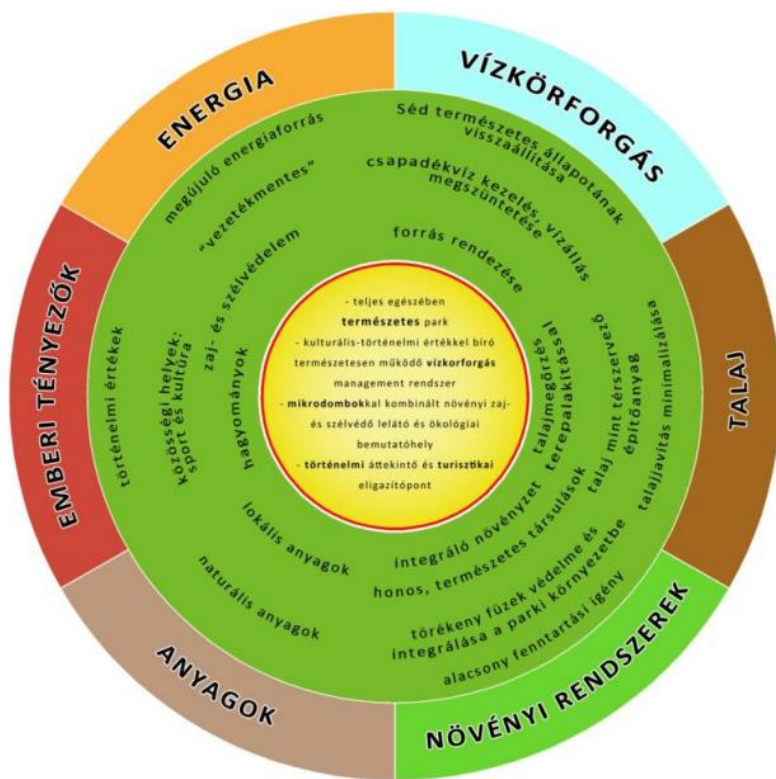 ENERGIA
VÍZKÖRFORGÁS
TALAJ
NÖVÉNYI RENDSZEREK
ANYAGOK
EMBERI TÉNYEZŐK
megújuló energiaforrás
"vezetékmentes"
zaj- és szélvédelem
Séd természetes állapotának
visszaállítása
csapadékvíz kezelés, vízállás
megszüntetése
forrás rendezése
talajmegőrzés
terepalakítással
talaj mint térszervező
építőanyag
talajjavítás minimalizálása
integráló növényzet
honos, természetes társulások
törékeny füzek védelme és
integrálása a parki környezetbe
alacsony fenntartási igény
lokális anyagok
naturális anyagok
történelmi értékek
közösségi helyek:
sport és kultúra
hagyományok
- teljes egészében
természetes park
- kulturális-történelmi értékkel bíró
természetesen működő vízkorforgás
management rendszer
- mikrodombokkal kombinált növényi zaj-
és szélvédő lelátó és ökológiai
bemutatóhely
- történelmi áttekintő és turisztikai
eligazítópont